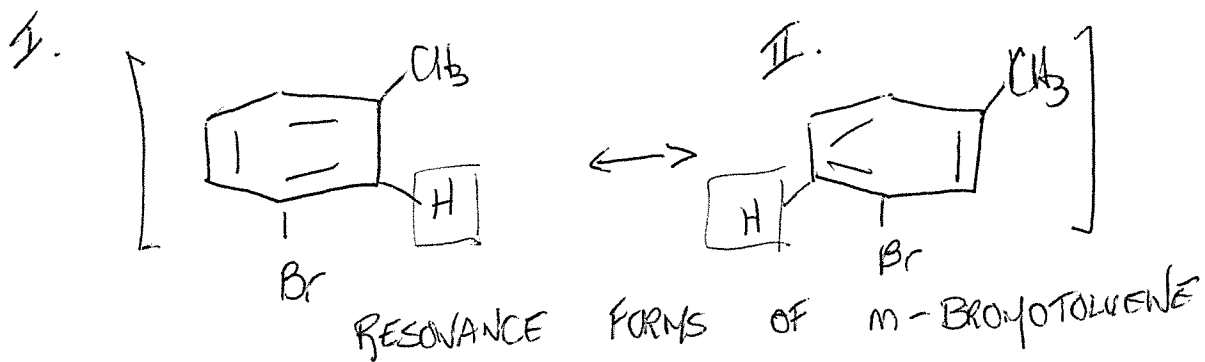 I.
II.
CH3
CH3
H
H
Br
Br
RESONANCE FORMS OF m-BROMOTOLUENE